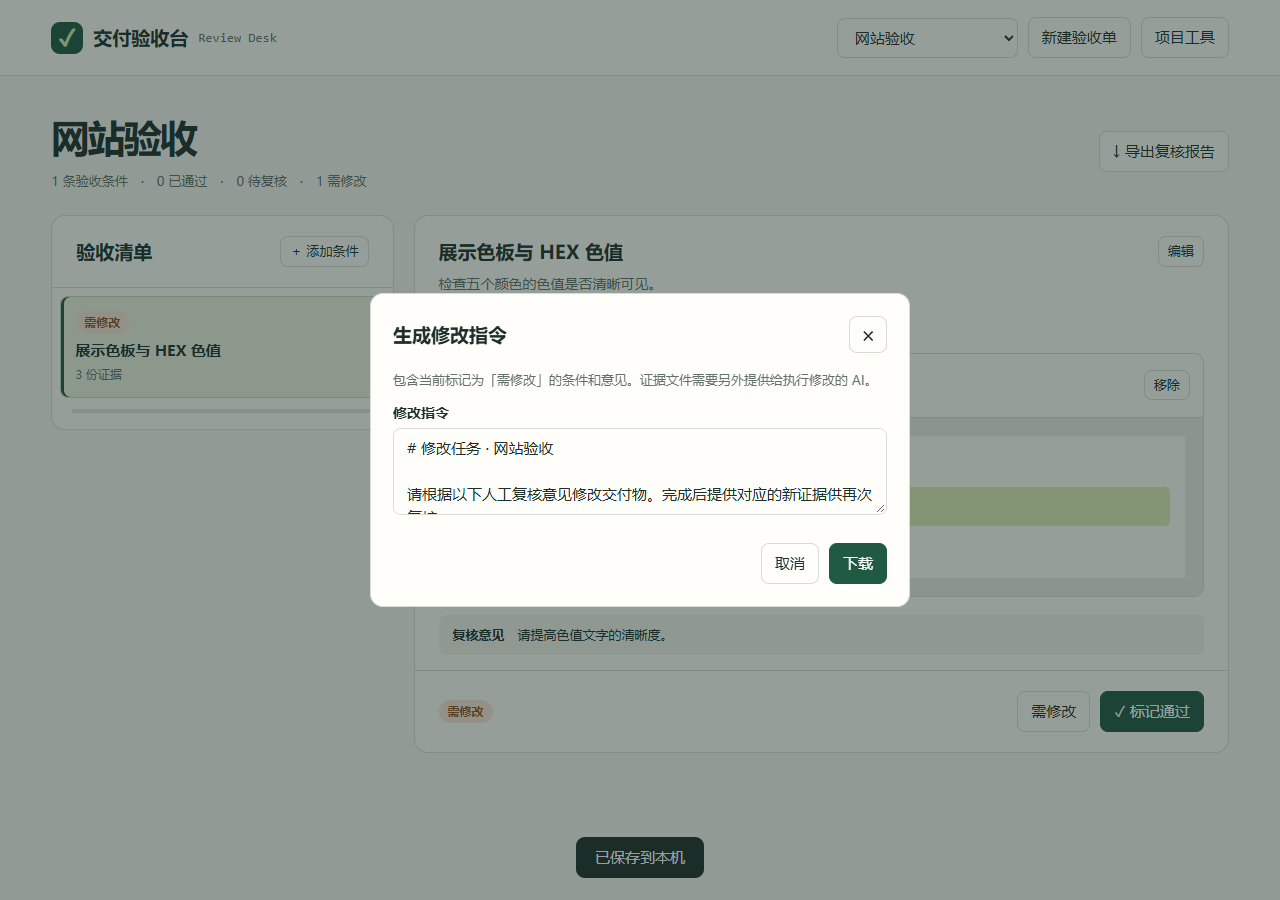 ✓ 交付验收台 Review Desk
网站验收
新建验收单
项目工具
网站验收
1 条验收条件 · 0 已通过 · 0 待复核 · 1 需修改
↓ 导出复核报告
验收清单
+ 添加条件
需修改
展示色板与 HEX 色值
3 份证据
展示色板与 HEX 色值
编辑
检查五个颜色的色值是否清晰可见。
移除
生成修改指令
×
包含当前标记为「需修改」的条件和意见。证据文件需要另外提供给执行修改的 AI。
修改指令
# 修改任务 · 网站验收
请根据以下人工复核意见修改交付物。完成后提供对应的新证据供再次
取消
下载
复核意见 请提高色值文字的清晰度。
需修改
需修改
✓ 标记通过
已保存到本机